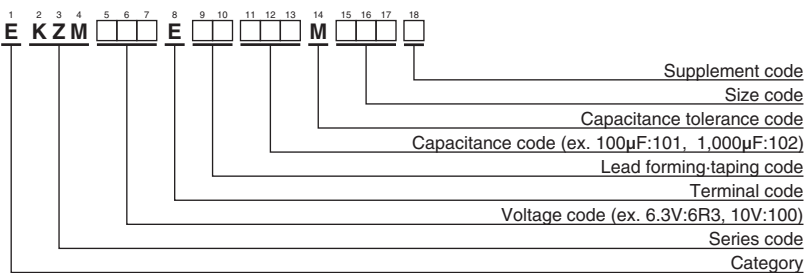 1 2 3 4 5 6 7 8 9 10 11 12 13 14 15 16 17 18
E K Z M □□□ E □□ □□□ M □□□ □
Supplement code
Size code
Capacitance tolerance code
Capacitance code (ex. 100µF:101, 1,000µF:102)
Lead forming·taping code
Terminal code
Voltage code (ex. 6.3V:6R3, 10V:100)
Series code
Category